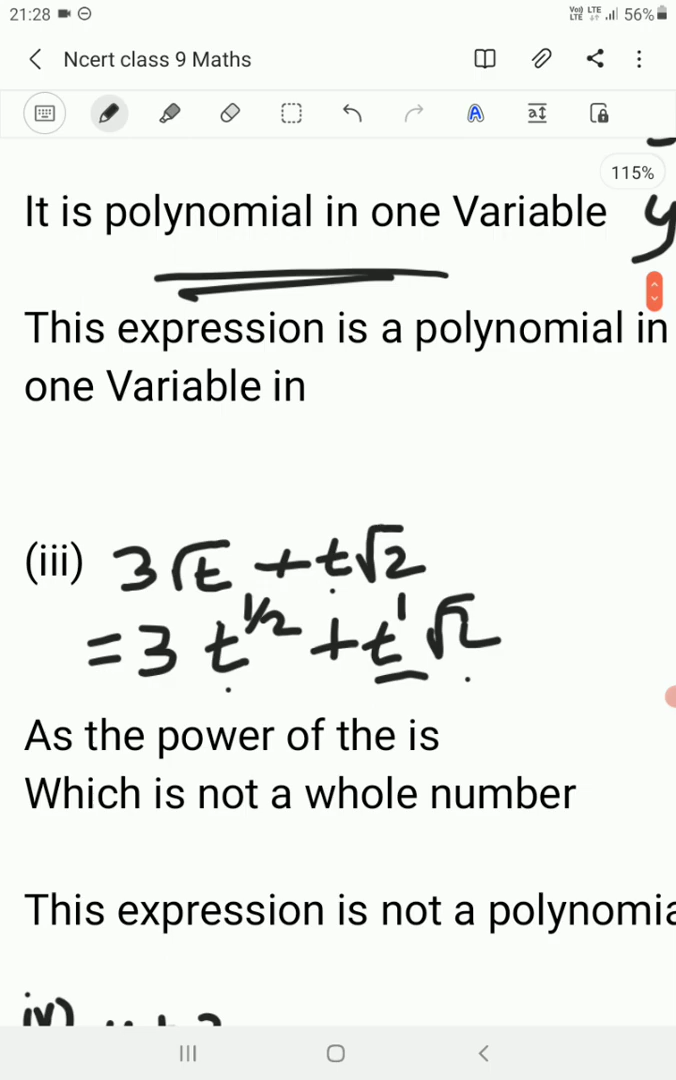 21:28 56%
Ncert class 9 Maths
115%
It is polynomial in one Variable y
This expression is a polynomial in
one Variable in
(iii) 3√t + t√2
= 3 t^1/2 + t^1 √2
As the power of the is
Which is not a whole number
This expression is not a polynomia
iv)